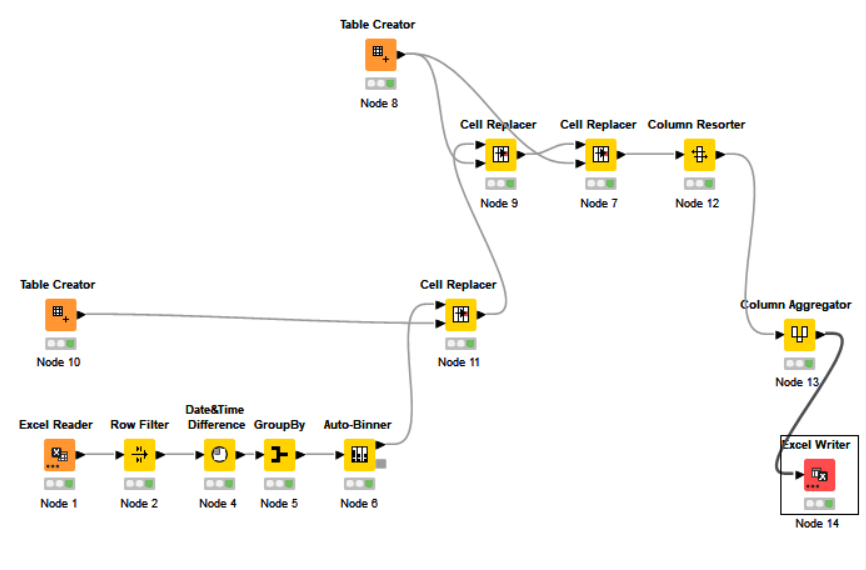 Table Creator
Node 8
Cell Replacer
Cell Replacer
Column Resorter
Node 9
Node 7
Node 12
Table Creator
Cell Replacer
Column Aggregator
Node 10
Node 11
Node 13
Excel Reader
Row Filter
Date&Time
Difference
GroupBy
Auto-Binner
Excel Writer
Node 1
Node 2
Node 4
Node 5
Node 6
Node 14